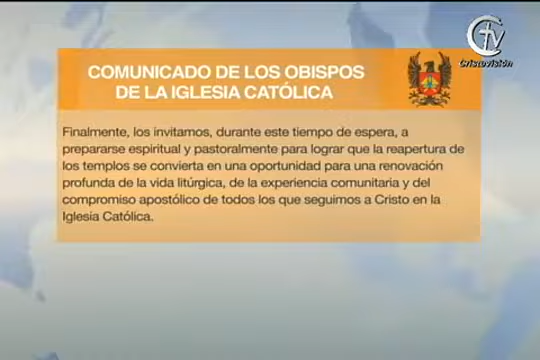 CTV
Cristovisión
COMUNICADO DE LOS OBISPOS
DE LA IGLESIA CATÓLICA
Finalmente, los invitamos, durante este tiempo de espera, a
prepararse espiritual y pastoralmente para lograr que la reapertura de
los templos se convierta en una oportunidad para una renovación
profunda de la vida litúrgica, de la experiencia comunitaria y del
compromiso apostólico de todos los que seguimos a Cristo en la
Iglesia Católica.